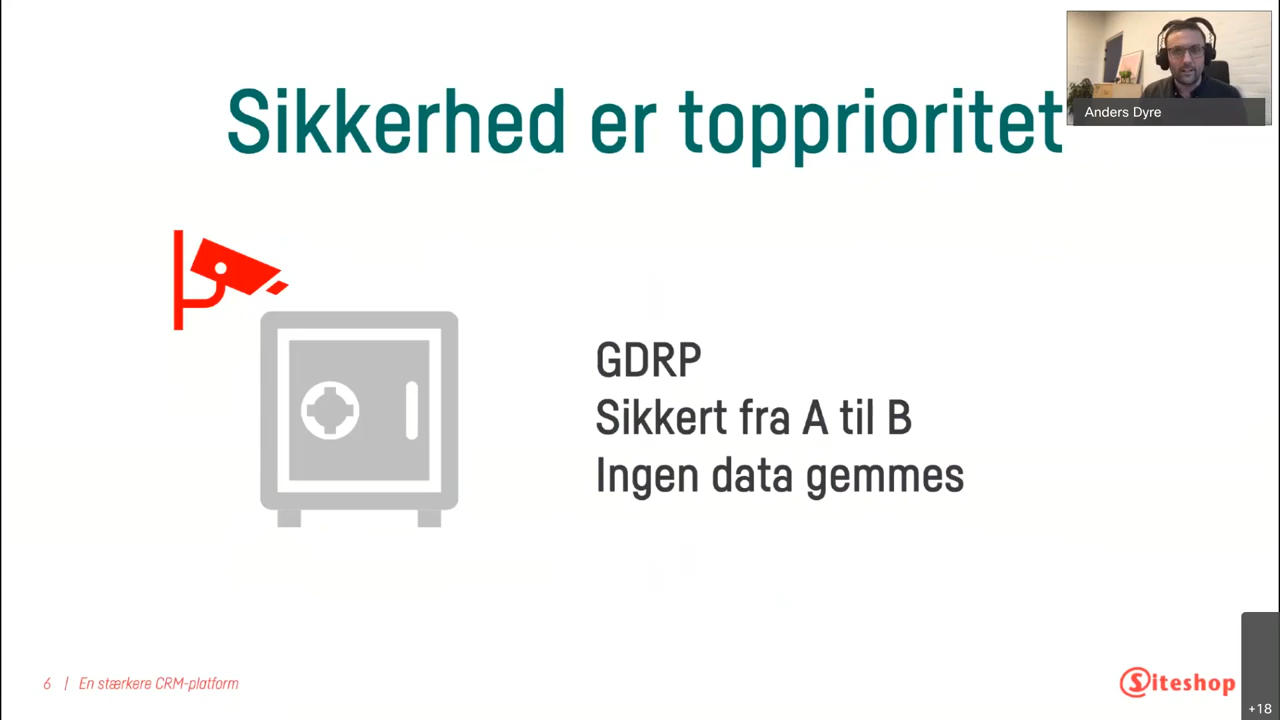 Sikkerhed er topprioritet
Anders Dyre
GDRP
Sikkert fra A til B
Ingen data gemmes
6 | En stærkere CRM-platform
Siteshop
+18